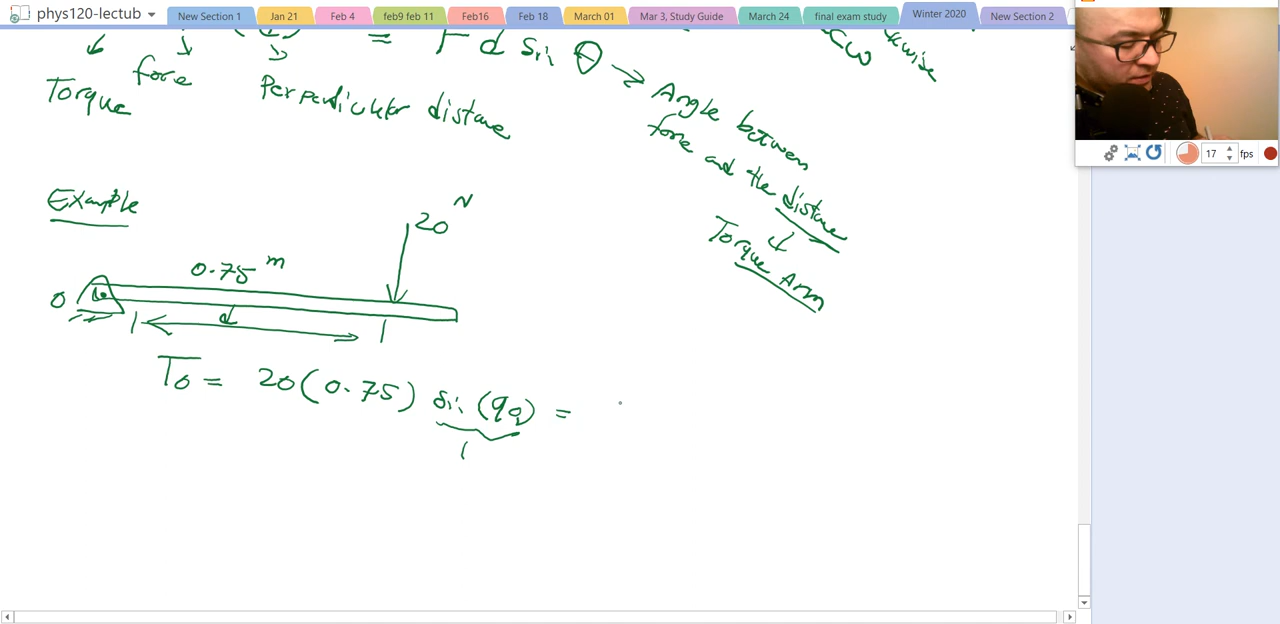 phys120-lectub
New Section 1 Jan 21 Feb 4 feb9 feb 11 Feb16 Feb 18 March 01 Mar 3, Study Guide March 24 final exam study Winter 2020 New Section 2
= F d sin θ → Angle between
force and the distance
Torque Arm
Torque
force
Perpendicular distance
Example
20 N
0.75 m
O
d
To = 20(0.75) sin (90) =
1
17 fps